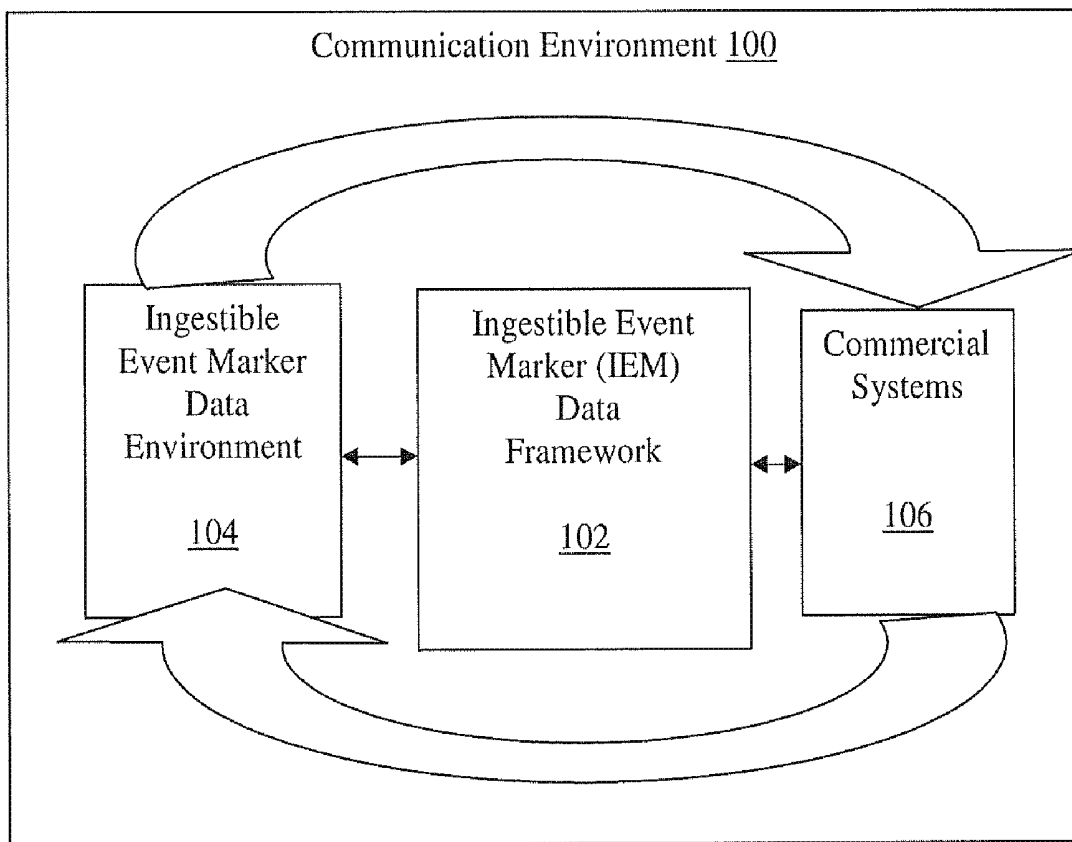 Communication Environment 100
Ingestible
Event Marker
Data
Environment
104
Ingestible Event
Marker (IEM)
Data
Framework
102
Commercial
Systems
106